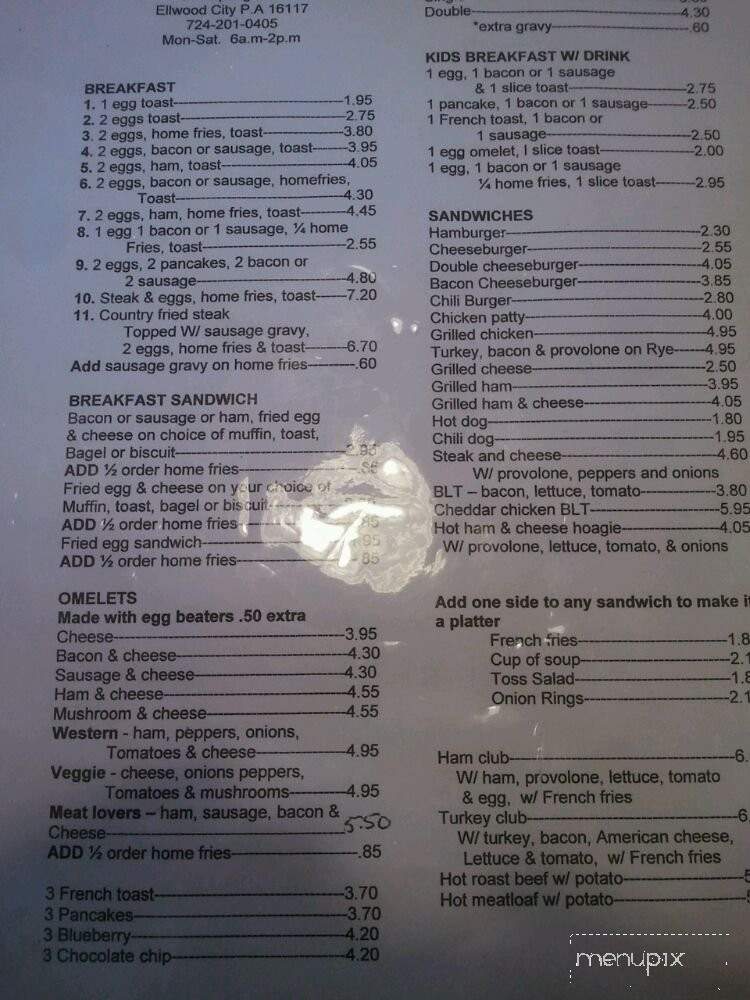 Ellwood City P.A 16117
724-201-0405
Mon-Sat. 6a.m-2p.m
BREAKFAST
1. 1 egg toast 1.95
2. 2 eggs toast 2.75
3. 2 eggs, home fries, toast 3.80
4. 2 eggs, bacon or sausage, toast 3.95
5. 2 eggs, ham, toast 4.05
6. 2 eggs, bacon or sausage, homefries,
Toast 4.30
7. 2 eggs, ham, home fries, toast 4.45
8. 1 egg 1 bacon or 1 sausage, ¼ home
Fries, toast 2.55
9. 2 eggs, 2 pancakes, 2 bacon or
2 sausage 4.80
10. Steak & eggs, home fries, toast 7.20
11. Country fried steak
Topped W/ sausage gravy,
2 eggs, home fries & toast 6.70
Add sausage gravy on home fries .60
BREAKFAST SANDWICH
Bacon or sausage or ham, fried egg
& cheese on choice of muffin, toast,
Bagel or biscuit 2.95
ADD ½ order home fries
Fried egg & cheese on your choice of
Muffin, toast, bagel or biscuit
ADD ½ order home fries
Fried egg sandwich
ADD ½ order home fries 85
OMELETS
Made with egg beaters .50 extra
Cheese 3.95
Bacon & cheese 4.30
Sausage & cheese 4.30
Ham & cheese 4.55
Mushroom & cheese 4.55
Western - ham, peppers, onions,
Tomatoes & cheese 4.95
Veggie - cheese, onions peppers,
Tomatoes & mushrooms 4.95
Meat lovers – ham, sausage, bacon &
Cheese 5.50
ADD ½ order home fries .85
3 French toast 3.70
3 Pancakes 3.70
3 Blueberry 4.20
3 Chocolate chip 4.20
Double 4.30
*extra gravy .60
KIDS BREAKFAST W/ DRINK
1 egg, 1 bacon or 1 sausage
& 1 slice toast 2.75
1 pancake, 1 bacon or 1 sausage 2.50
1 French toast, 1 bacon or
1 sausage 2.50
1 egg omelet, I slice toast 2.00
1 egg, 1 bacon or 1 sausage
¼ home fries, 1 slice toast 2.95
SANDWICHES
Hamburger 2.30
Cheeseburger 2.55
Double cheeseburger 4.05
Bacon Cheeseburger 3.85
Chili Burger 2.80
Chicken patty 4.00
Grilled chicken 4.95
Turkey, bacon & provolone on Rye 4.95
Grilled cheese 2.50
Grilled ham 3.95
Grilled ham & cheese 4.05
Hot dog 1.80
Chili dog 1.95
Steak and cheese 4.60
W/ provolone, peppers and onions
BLT – bacon, lettuce, tomato 3.80
Cheddar chicken BLT 5.95
Hot ham & cheese hoagie 4.05
W/ provolone, lettuce, tomato, & onions
Add one side to any sandwich to make it
a platter
French fries 1.8
Cup of soup 2.1
Toss Salad 1.8
Onion Rings 2.1
Ham club 6.
W/ ham, provolone, lettuce, tomato
& egg, w/ French fries
Turkey club 6.
W/ turkey, bacon, American cheese,
Lettuce & tomato, w/ French fries
Hot roast beef w/ potato
Hot meatloaf w/ potato
menupix